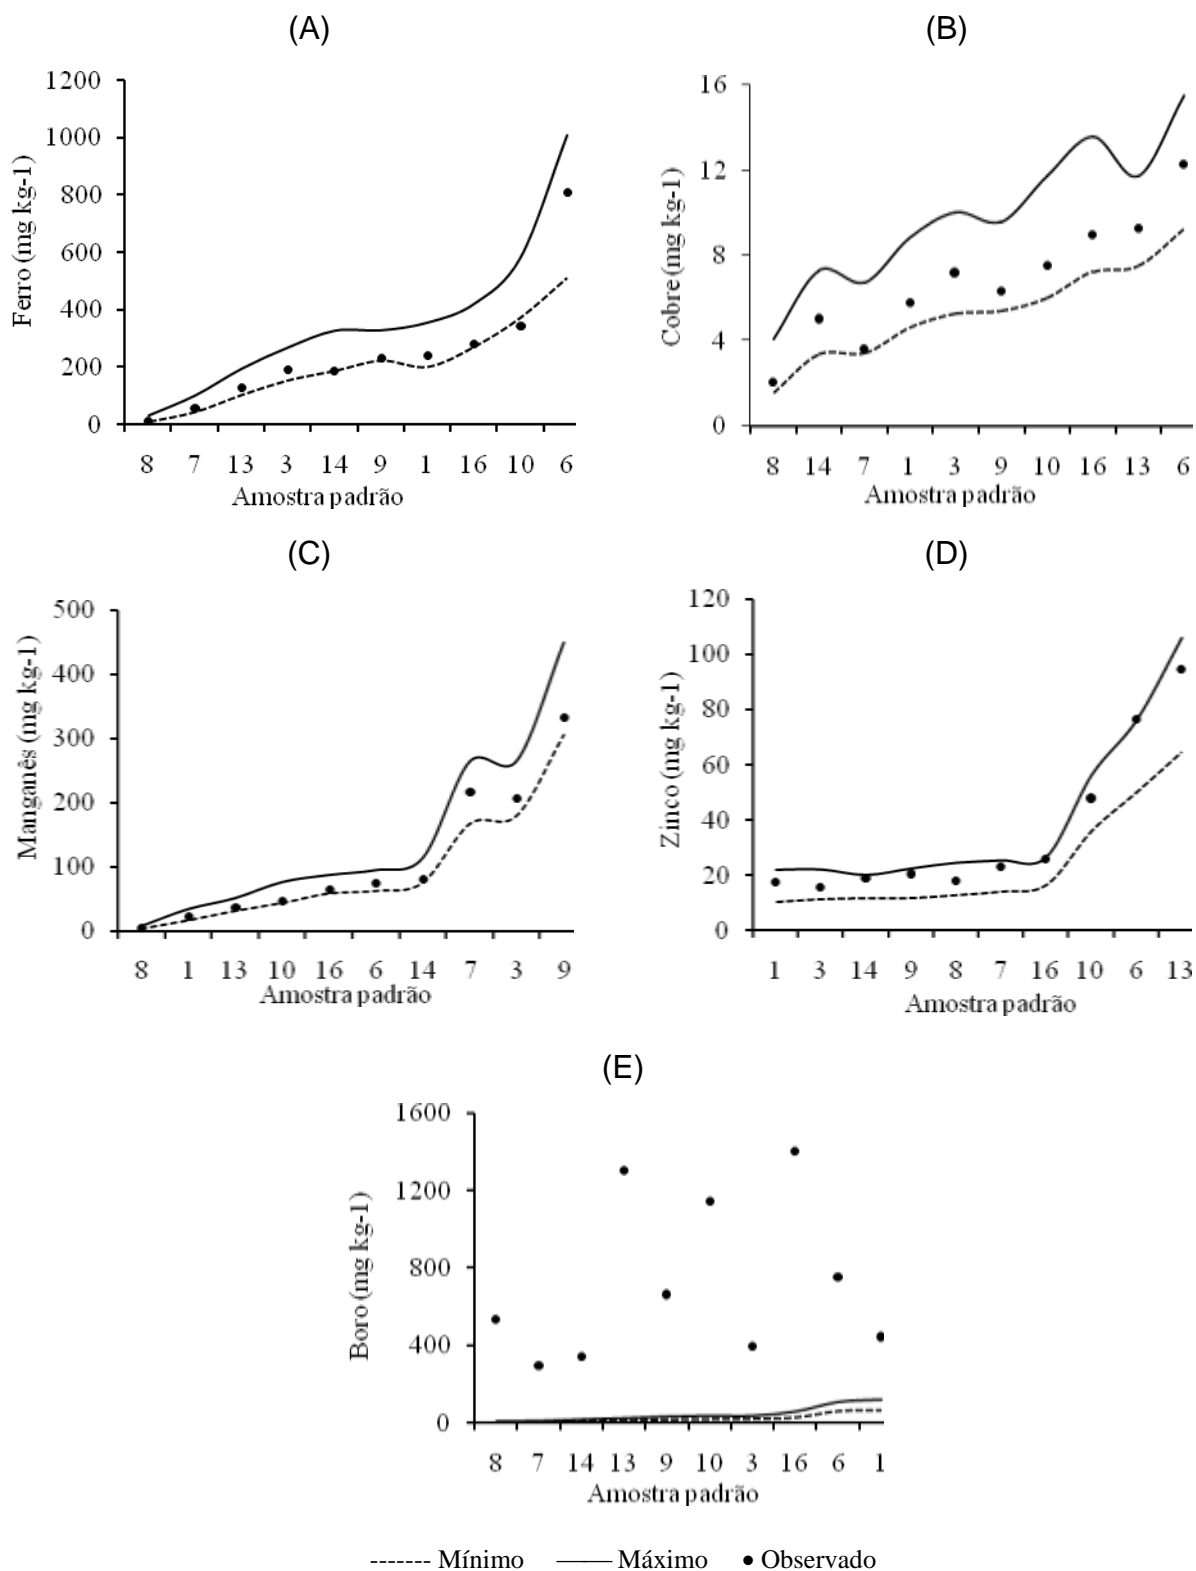 (A)
(B)
Ferro (mg kg-1)
1200
1000
800
600
400
200
0
8 7 13 3 14 9 1 16 10 6
Amostra padrão
Cobre (mg kg-1)
16
12
8
4
0
8 14 7 1 3 9 10 16 13 6
Amostra padrão
(C)
(D)
Manganês (mg kg-1)
500
400
300
200
100
0
8 1 13 10 16 6 14 7 3 9
Amostra padrão
Zinco (mg kg-1)
120
100
80
60
40
20
0
1 3 14 9 8 7 16 10 6 13
Amostra padrão
(E)
Boro (mg kg-1)
1600
1200
800
400
0
8 7 14 13 9 10 3 16 6 1
Amostra padrão
Mínimo Máximo Observado